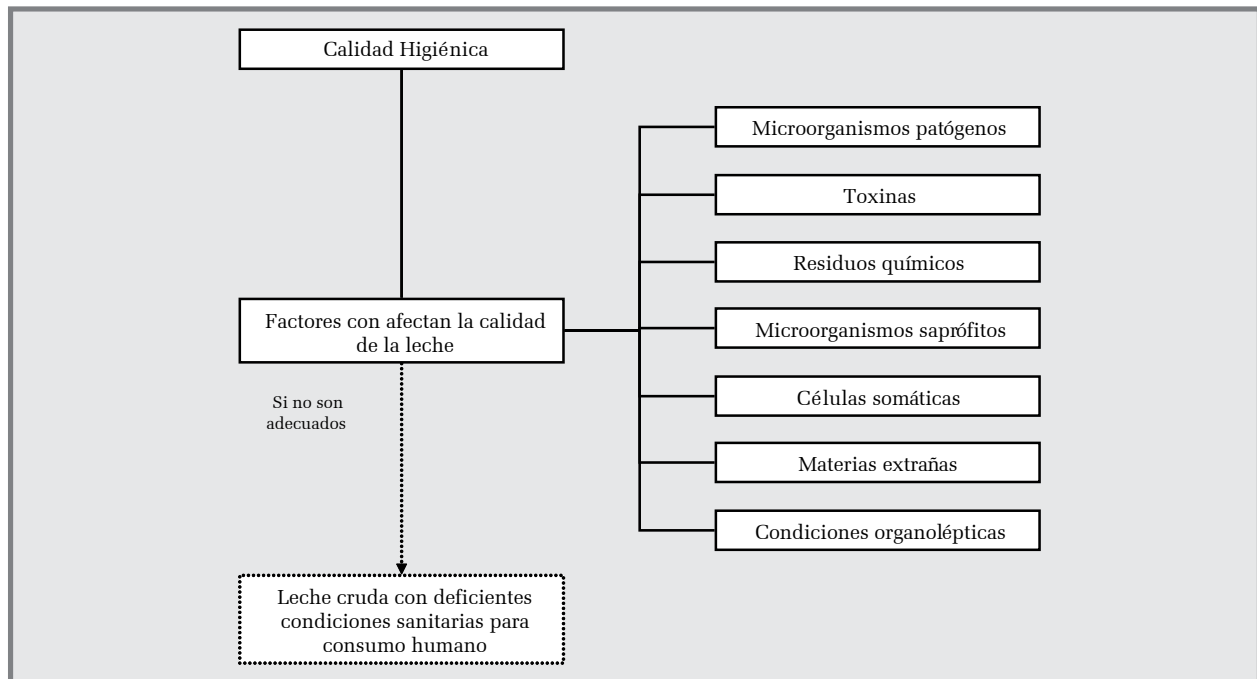 Calidad Higiénica
Microorganismos patógenos
Toxinas
Residuos químicos
Factores con afectan la calidad
de la leche
Microorganismos saprófitos
Si no son
adecuados
Células somáticas
Materias extrañas
Condiciones organolépticas
Leche cruda con deficientes
condiciones sanitarias para
consumo humano